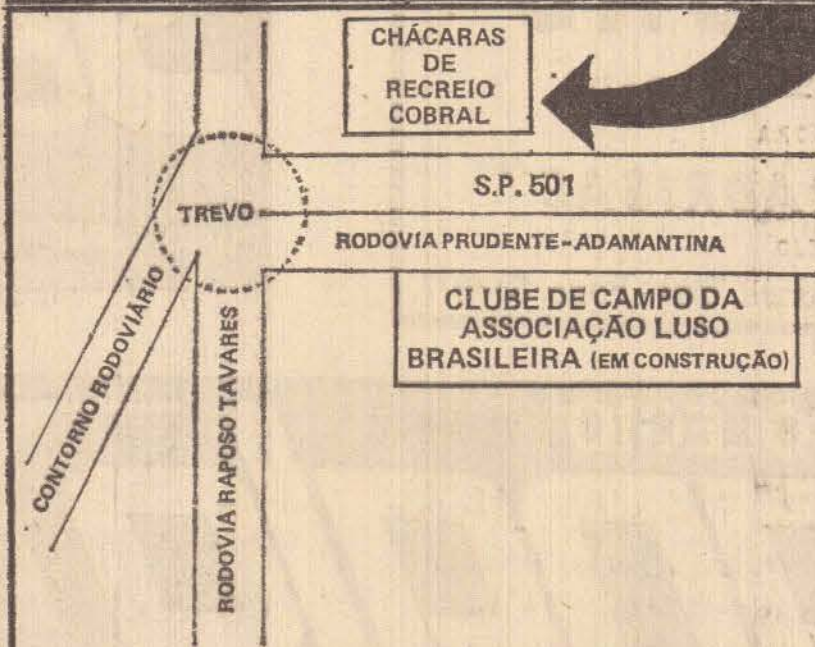 CHÁCARAS
DE
RECREIO
COBRAL
S.P. 501
TREVO
RODOVIA PRUDENTE-ADAMANTINA
CLUBE DE CAMPO DA
ASSOCIAÇÃO LUSO
BRASILEIRA (EM CONSTRUÇÃO)
CONTORNO RODOVIÁRIO
RODOVIA RAPOSO TAVARES